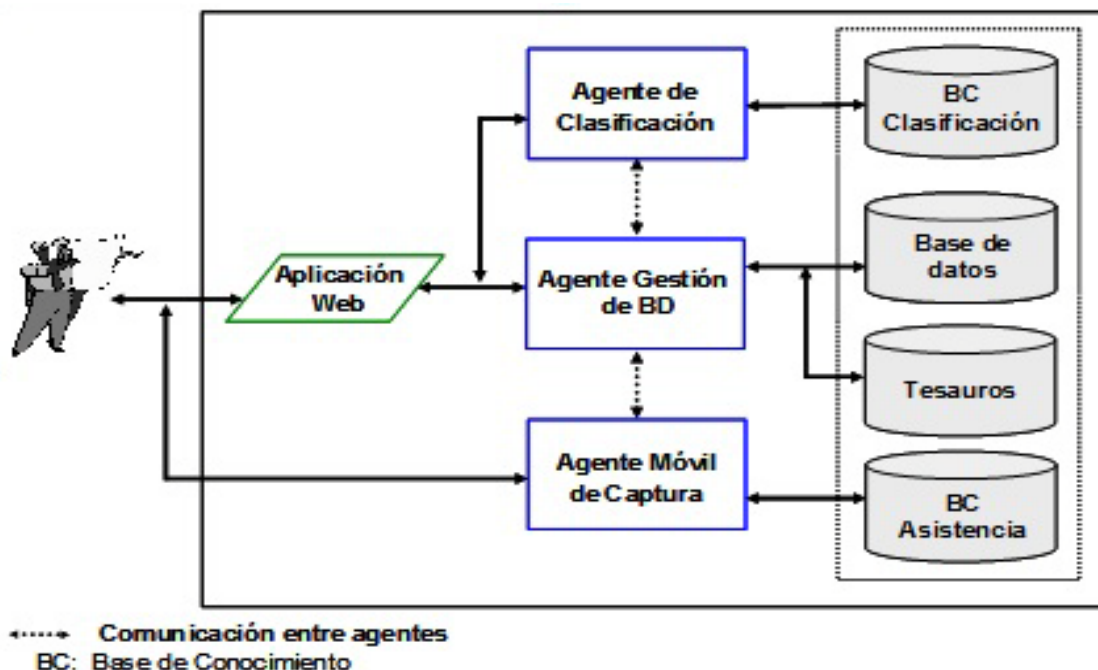 Agente de
Clasificación
BC
Clasificación
Aplicación
Web
Agente Gestión
de BD
Base de
datos
Tesauros
Agente Móvil
de Captura
BC
Asistencia
Comunicación entre agentes
BC: Base de Conocimiento